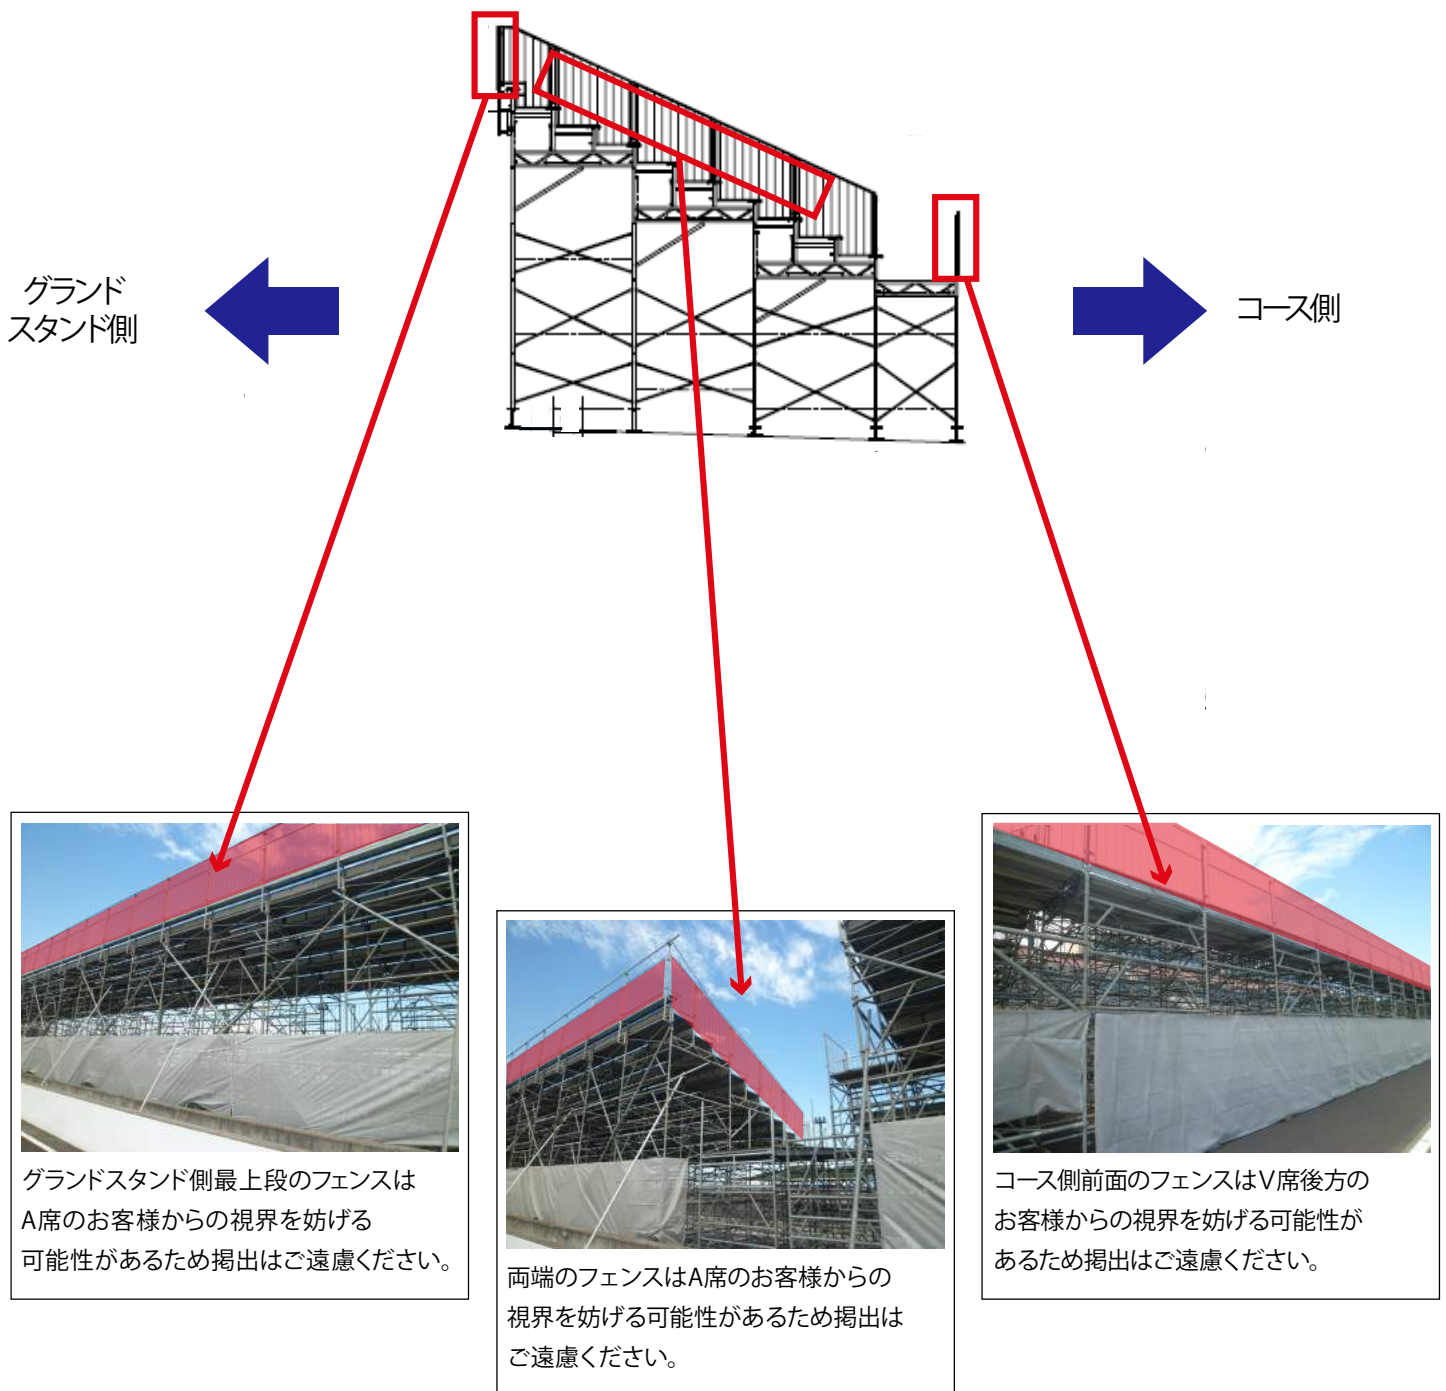 グランド
スタンド側
コース側
グランドスタンド側最上段のフェンスは
A席のお客様からの視界を妨げる
可能性があるため掲出はご遠慮ください。
両端のフェンスはA席のお客様からの
視界を妨げる可能性があるため掲出は
ご遠慮ください。
コース側前面のフェンスはV席後方の
お客様からの視界を妨げる可能性が
あるため掲出はご遠慮ください。